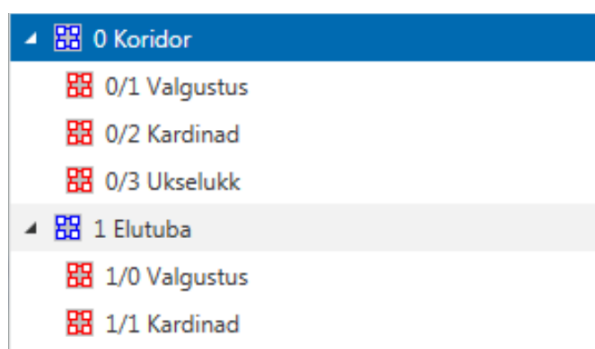 0 Koridor
0/1 Valgustus
0/2 Kardinad
0/3 Ukselukk
1 Elutuba
1/0 Valgustus
1/1 Kardinad